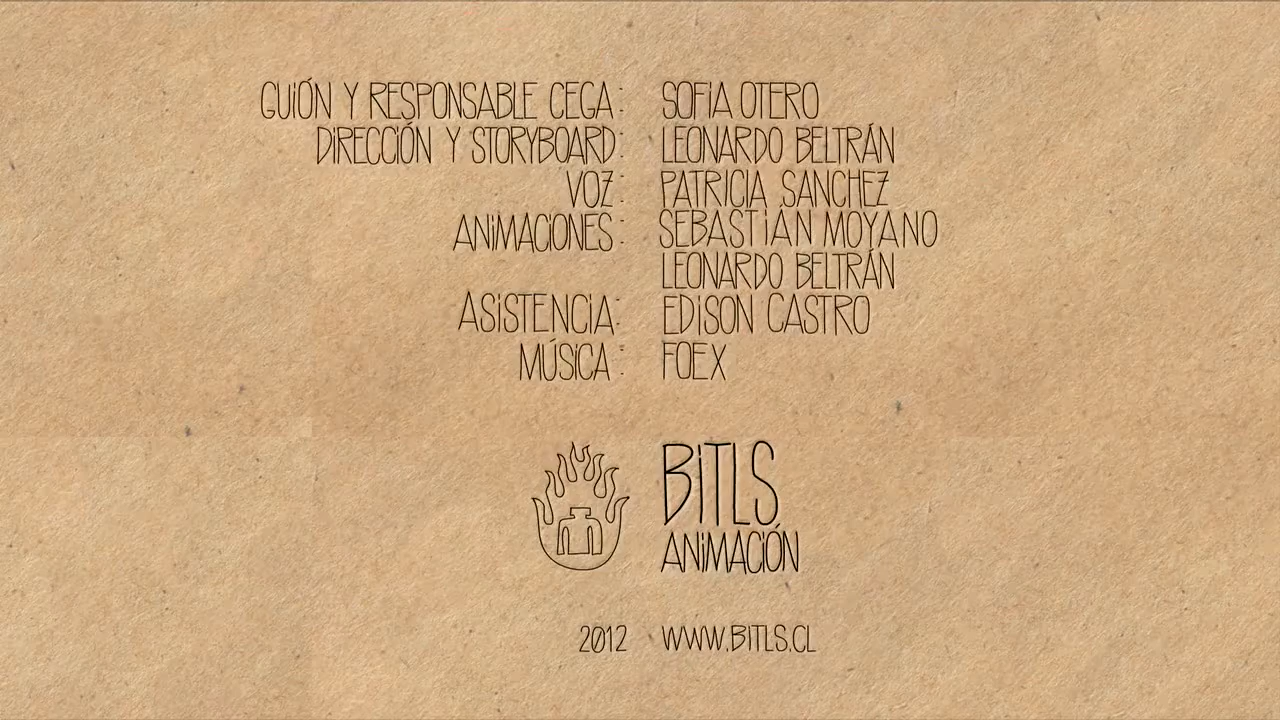 GUIÓN Y RESPONSABLE CEGA: SOFIA OTERO
DIRECCIÓN Y STORYBOARD: LEONARDO BELTRÁN
VOZ: PATRICIA SANCHEZ
ANIMACIONES: SEBASTIÁN MOYANO
LEONARDO BELTRÁN
ASISTENCIA: EDISON CASTRO
MÚSICA: FOEX
BITLS
ANIMACIÓN
2012 WWW.BITLS.CL